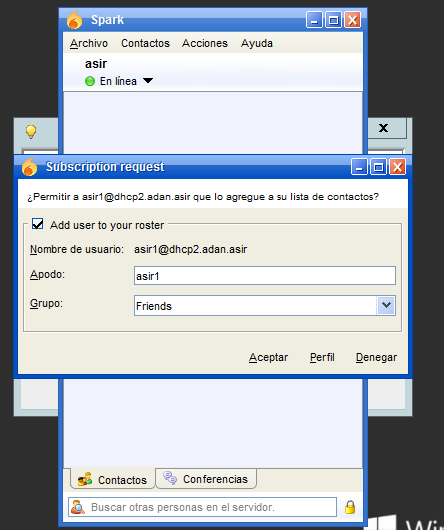 Spark
Archivo Contactos Acciones Ayuda
asir
En línea
X
Subscription request
¿Permitir a asir1@dhcp2.adan.asir que lo agregue a su lista de contactos?
Add user to your roster
Nombre de usuario: asir1@dhcp2.adan.asir
Apodo: asir1
Grupo: Friends
Aceptar Perfil Denegar
Contactos Conferencias
Buscar otras personas en el servidor.